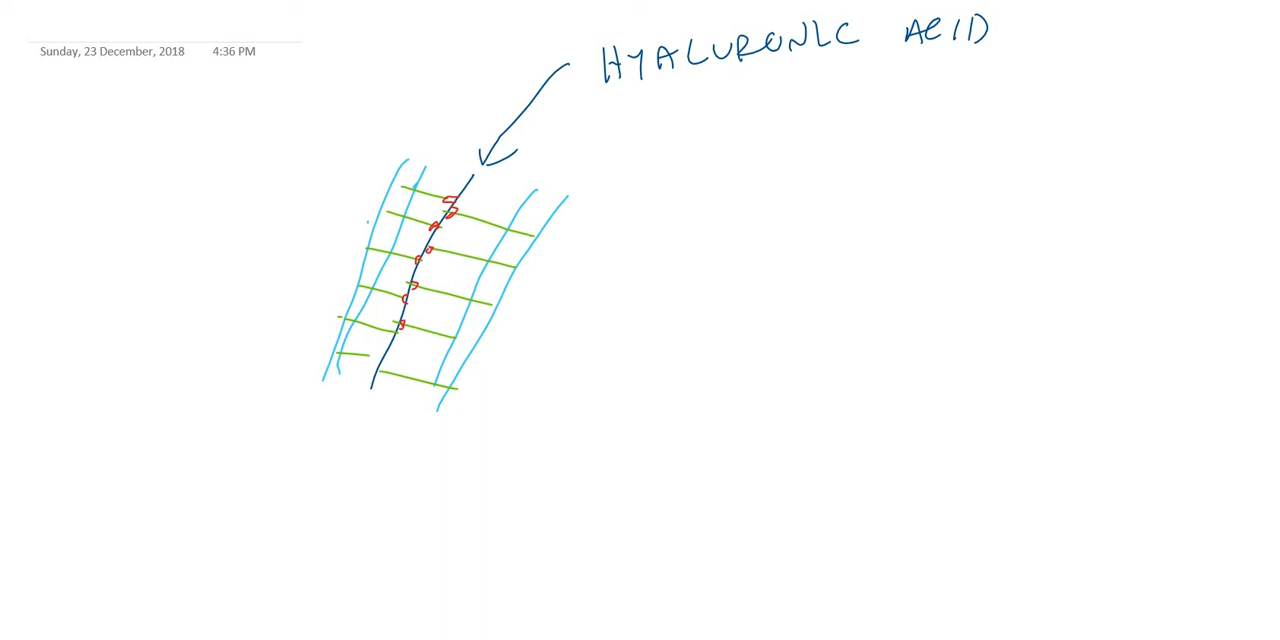 Sunday, 23 December, 2018 4:36 PM
HYALURONIC ACID